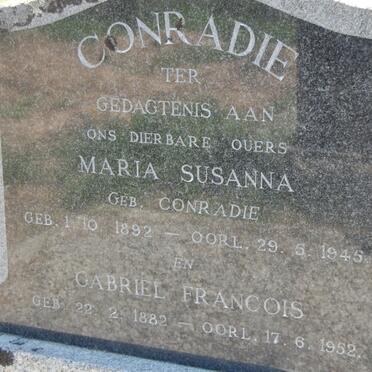 CONRADIE
TER
GEDAGTENIS AAN
ONS DIERBARE OUERS
MARIA SUSANNA
GEB. CONRADIE
GEB. 1. 10. 1892 — OORL. 29. 5. 1945.
EN
GABRIEL FRANCOIS
GEB. 22. 2. 1882 — OORL. 17. 6. 1952.